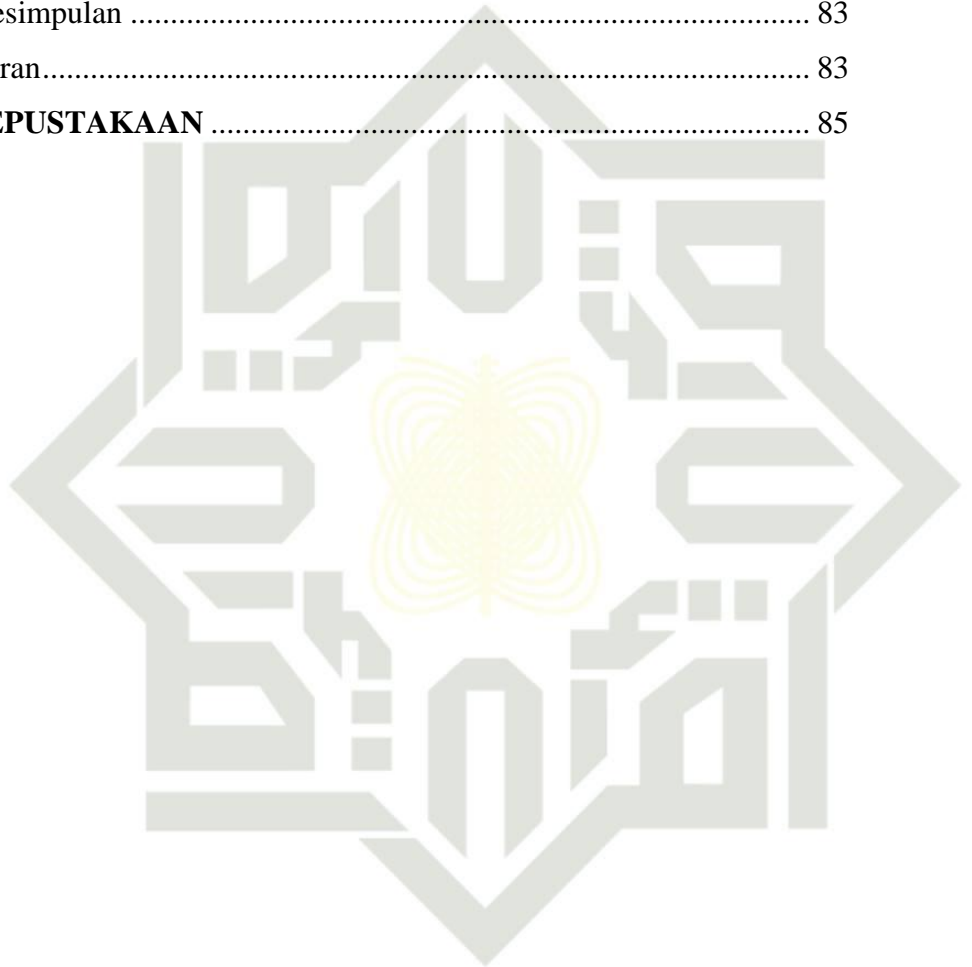 esimpulan ..................................................................................... 83
ran................................................................................................ 83
EPUSTAKAAN ........................................................................... 85